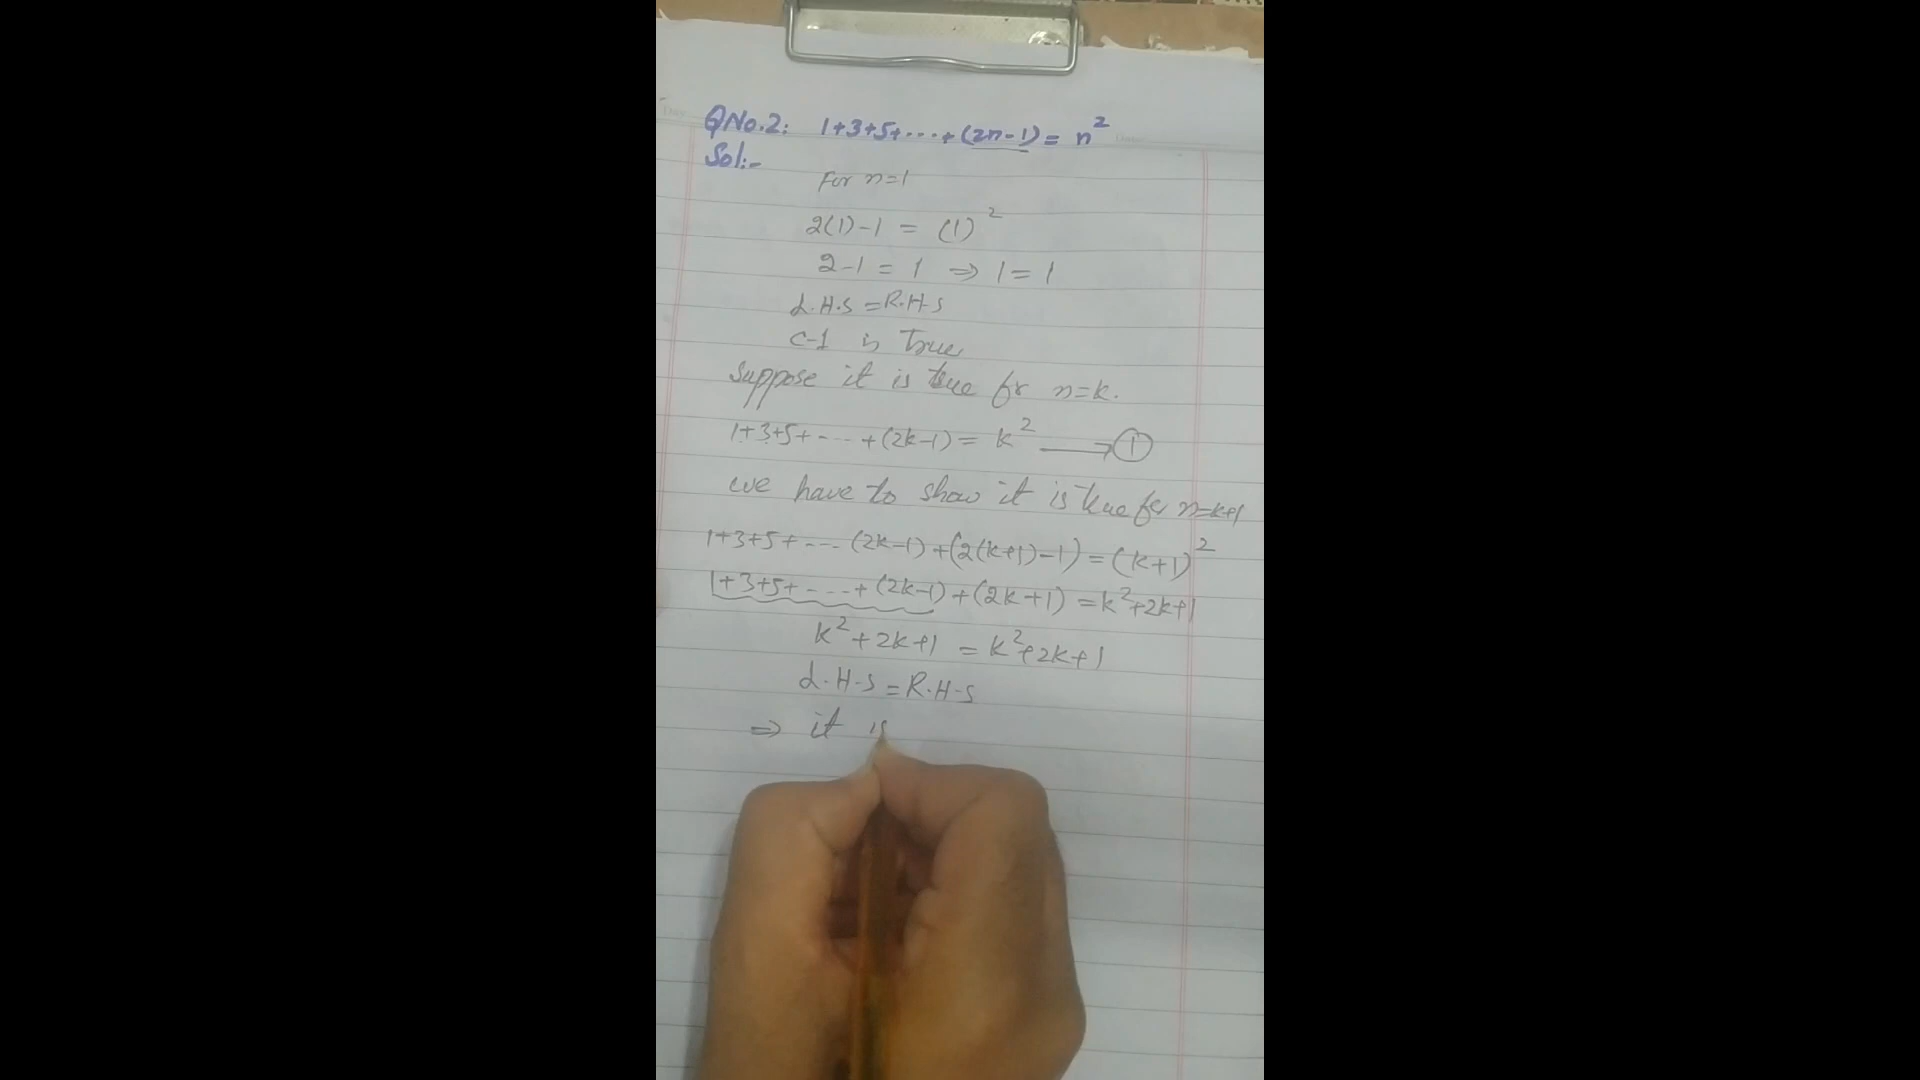 QNo.2: 1+3+5+...+(2n-1) = n²
Sol:-
For n=1
2(1)-1 = (1)²
2-1 = 1 ⇒ 1 = 1
L.H.S = R.H.S
C-1 is True
Suppose it is true for n=k.
1+3+5+ ---- +(2k-1) = k² ⟶ ①
we have to show it is true for n=k+1
1+3+5+ ---- (2k-1)+(2(k+1)-1) = (k+1)²
1+3+5+ ---- + (2k-1)+(2k+1) = k²+2k+1
k²+2k+1 = k²+2k+1
L.H.S = R.H.S
⇒ it is